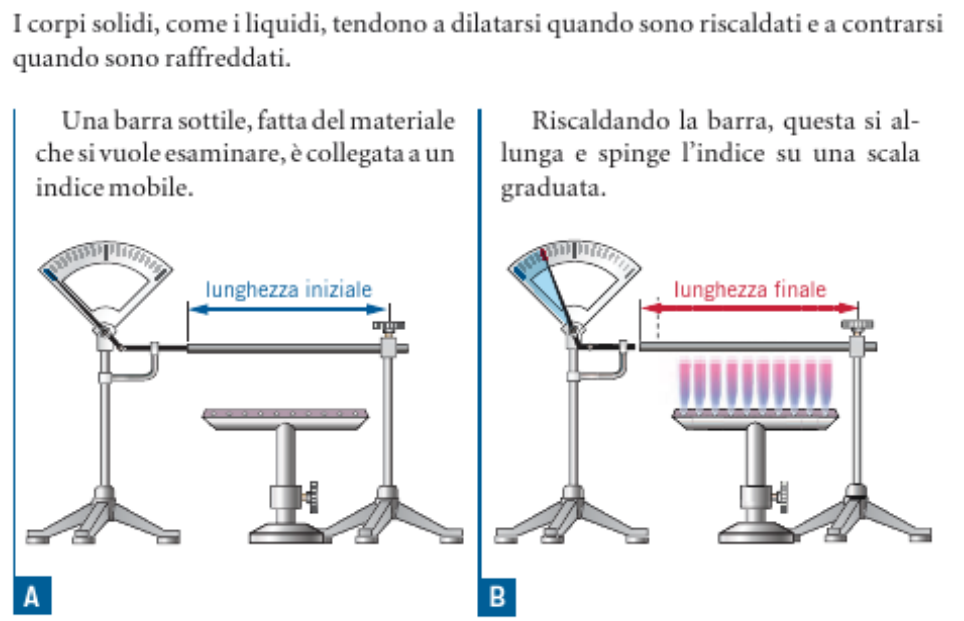 I corpi solidi, come i liquidi, tendono a dilatarsi quando sono riscaldati e a contrarsi
quando sono raffreddati.
Una barra sottile, fatta del materiale
che si vuole esaminare, è collegata a un
indice mobile.
lunghezza iniziale
A
Riscaldando la barra, questa si al-
lunga e spinge l'indice su una scala
graduata.
lunghezza finale
B